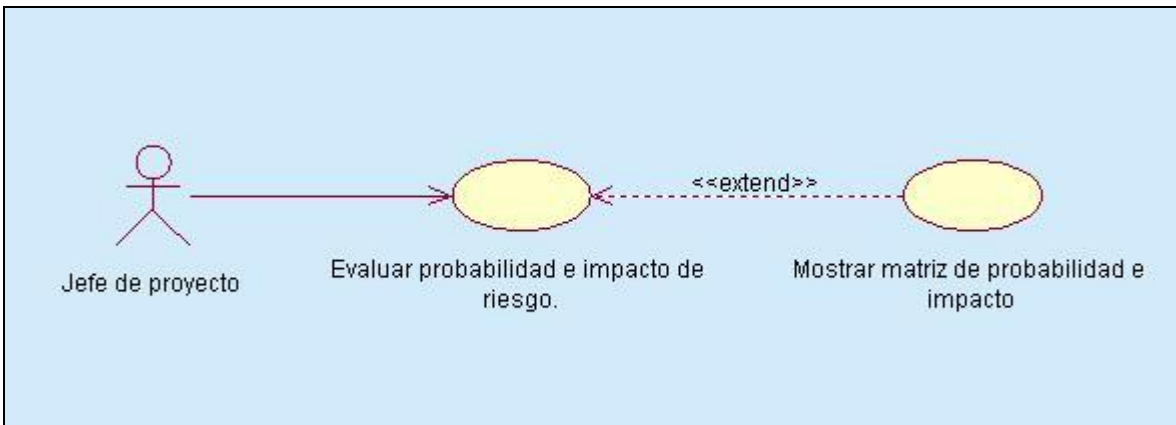 <<extend>>
Jefe de proyecto
Evaluar probabilidad e impacto de
riesgo.
Mostrar matriz de probabilidad e
impacto